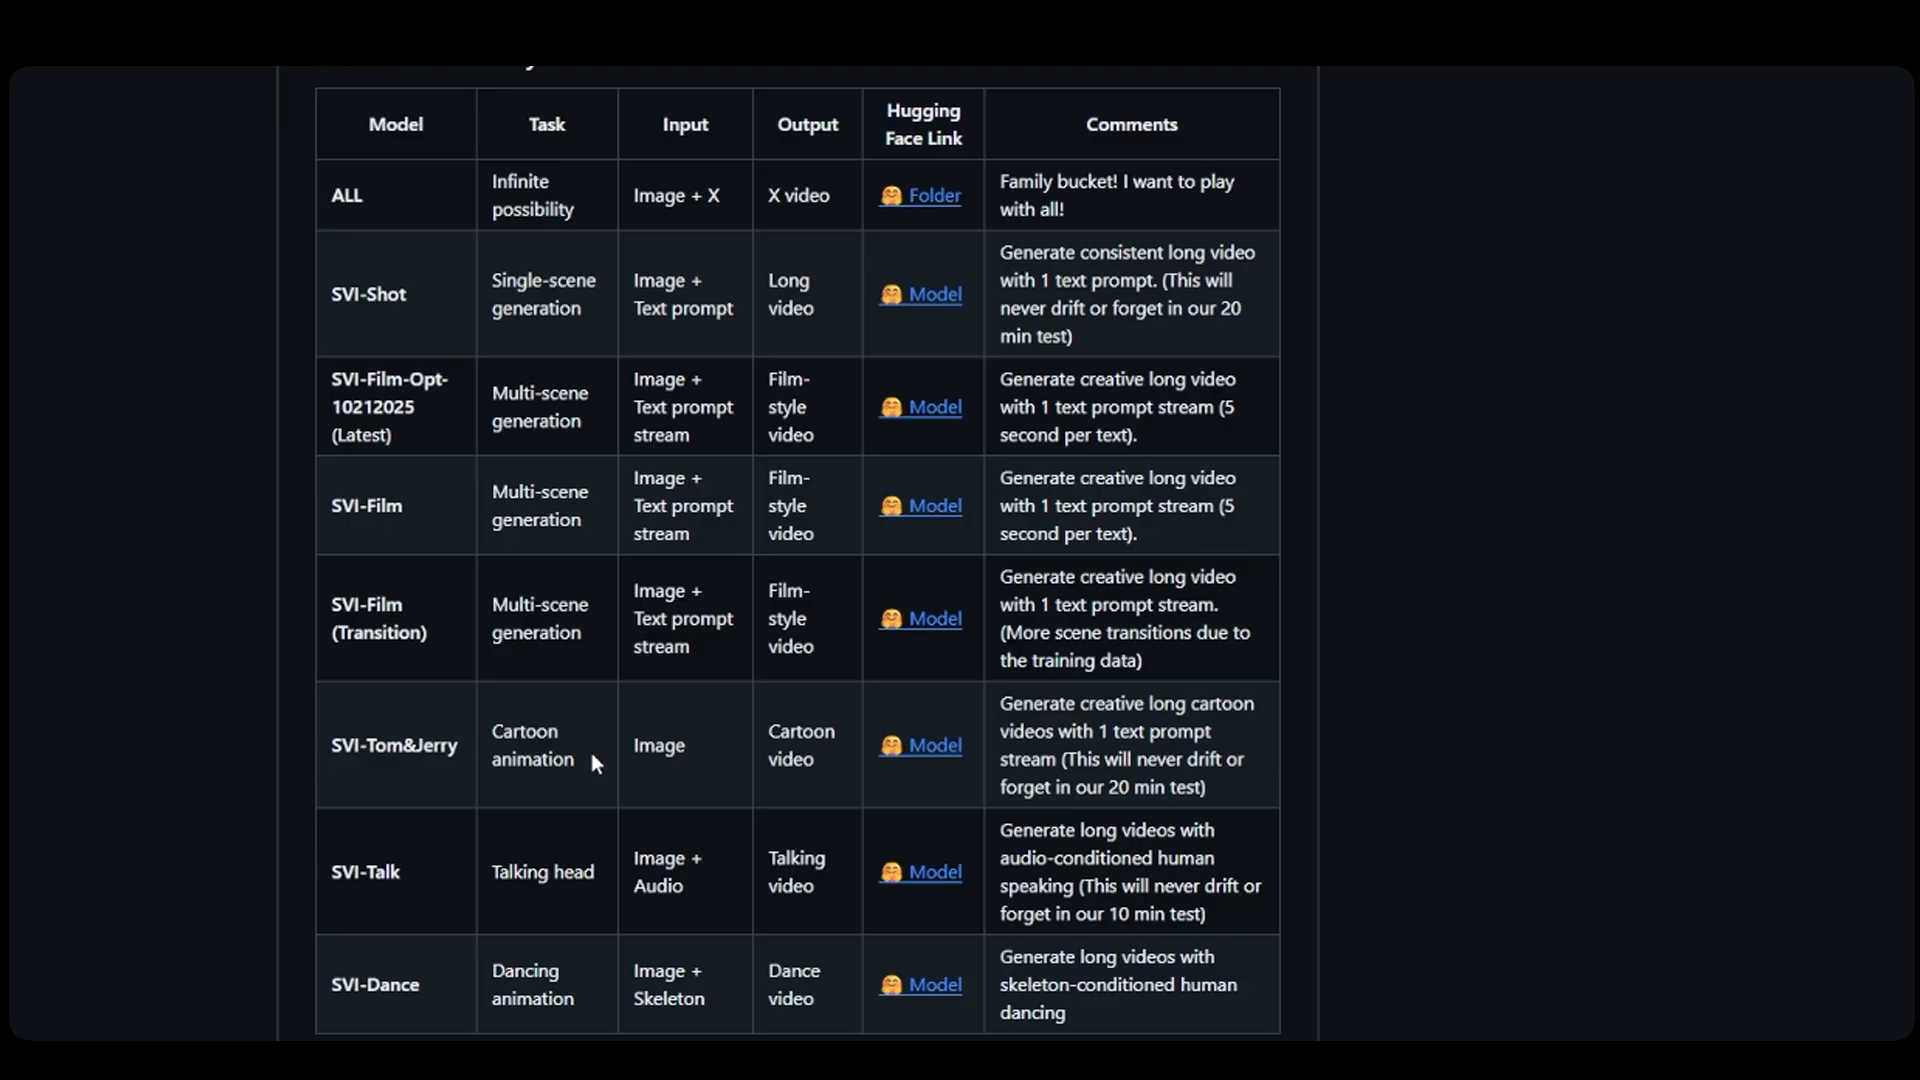 Model Task Input Output Hugging Face Link Comments
ALL
Infinite
possibility
Image + X
X video
🤗 Folder
Family bucket! I want to play
with all!
SVI-Shot
Single-scene
generation
Image +
Text prompt
Long
video
🤗 Model
Generate consistent long video
with 1 text prompt. (This will
never drift or forget in our 20
min test)
SVI-Film-Opt-
10212025
(Latest)
Multi-scene
generation
Image +
Text prompt
stream
Film-
style
video
🤗 Model
Generate creative long video
with 1 text prompt stream (5
second per text).
SVI-Film
Multi-scene
generation
Image +
Text prompt
stream
Film-
style
video
🤗 Model
Generate creative long video
with 1 text prompt stream (5
second per text).
SVI-Film
(Transition)
Multi-scene
generation
Image +
Text prompt
stream
Film-
style
video
🤗 Model
Generate creative long video
with 1 text prompt stream.
(More scene transitions due to
the training data)
SVI-Tom&Jerry
Cartoon
animation
Image
Cartoon
video
🤗 Model
Generate creative long cartoon
videos with 1 text prompt
stream (This will never drift or
forget in our 20 min test)
SVI-Talk
Talking head
Image +
Audio
Talking
video
🤗 Model
Generate long videos with
audio-conditioned human
speaking (This will never drift or
forget in our 10 min test)
SVI-Dance
Dancing
animation
Image +
Skeleton
Dance
video
🤗 Model
Generate long videos with
skeleton-conditioned human
dancing